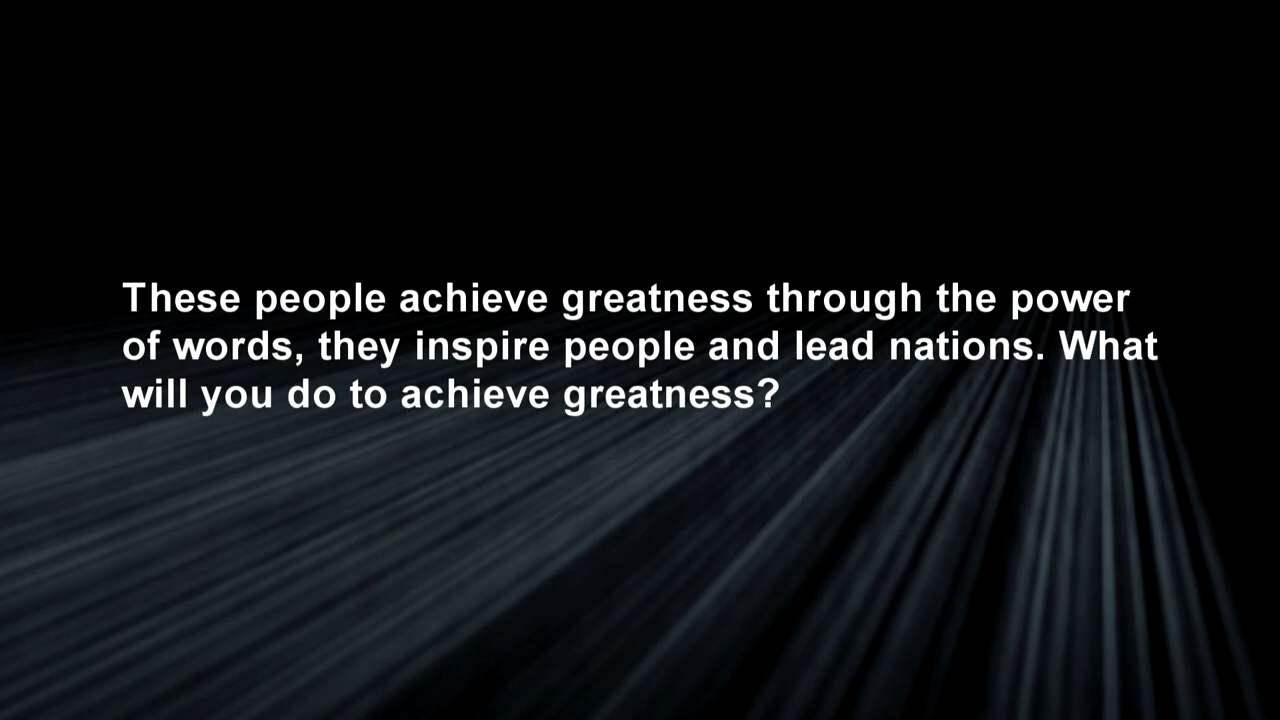 These people achieve greatness through the power
of words, they inspire people and lead nations. What
will you do to achieve greatness?